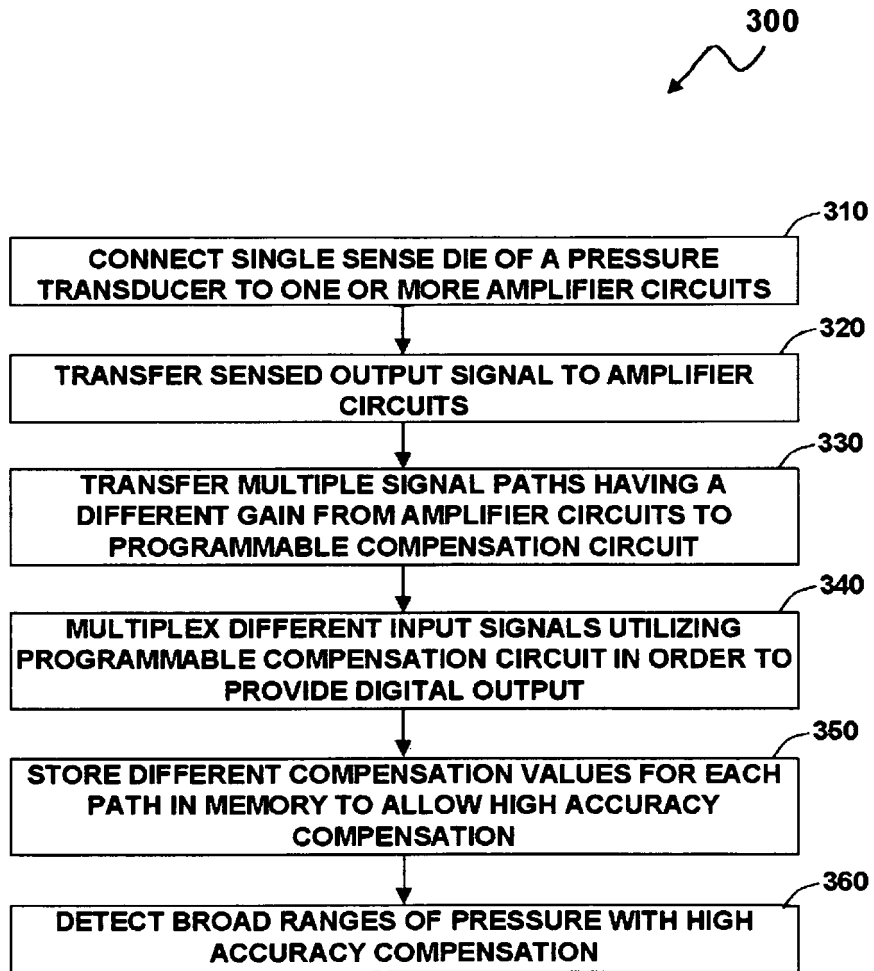 300
310
CONNECT SINGLE SENSE DIE OF A PRESSURE
TRANSDUCER TO ONE OR MORE AMPLIFIER CIRCUITS
320
TRANSFER SENSED OUTPUT SIGNAL TO AMPLIFIER
CIRCUITS
330
TRANSFER MULTIPLE SIGNAL PATHS HAVING A
DIFFERENT GAIN FROM AMPLIFIER CIRCUITS TO
PROGRAMMABLE COMPENSATION CIRCUIT
340
MULTIPLEX DIFFERENT INPUT SIGNALS UTILIZING
PROGRAMMABLE COMPENSATION CIRCUIT IN ORDER TO
PROVIDE DIGITAL OUTPUT
350
STORE DIFFERENT COMPENSATION VALUES FOR EACH
PATH IN MEMORY TO ALLOW HIGH ACCURACY
COMPENSATION
360
DETECT BROAD RANGES OF PRESSURE WITH HIGH
ACCURACY COMPENSATION